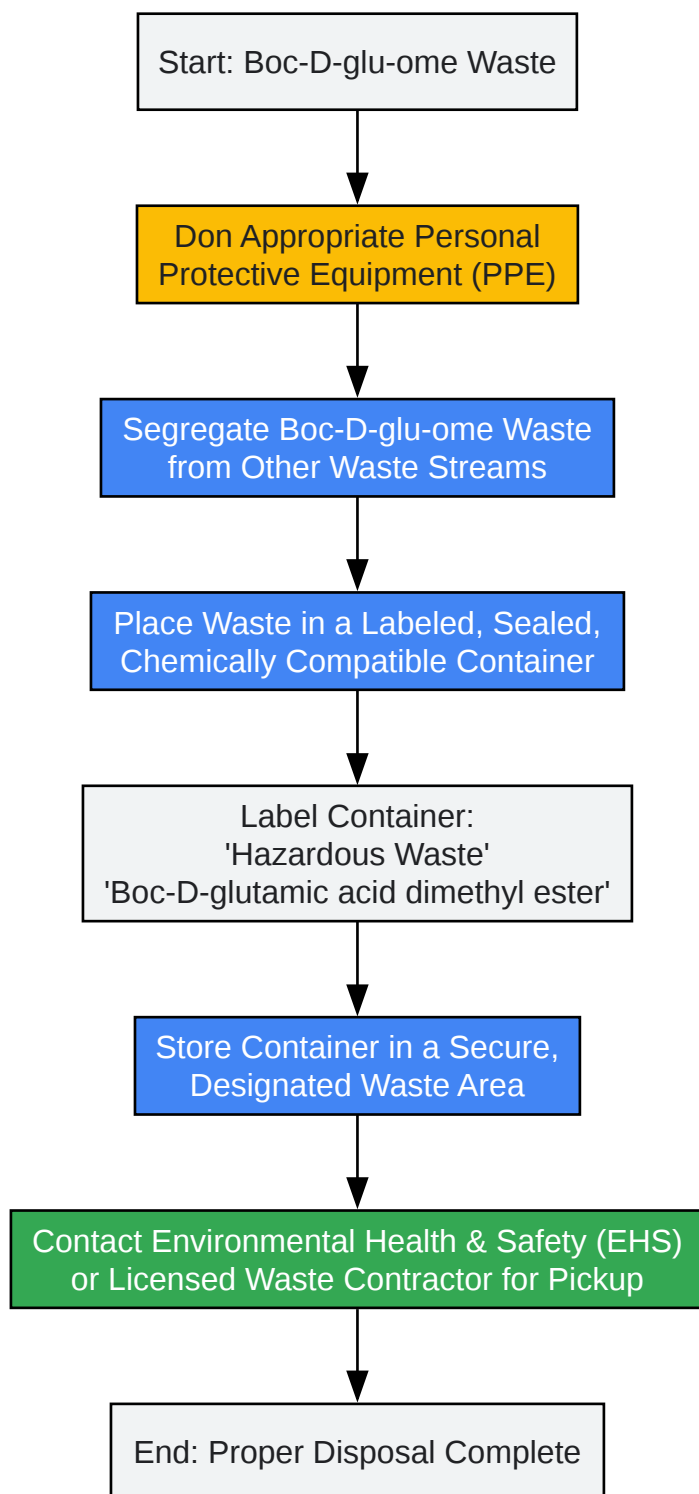 Start: Boc-D-glu-ome Waste
Don Appropriate Personal
Protective Equipment (PPE)
Segregate Boc-D-glu-ome Waste
from Other Waste Streams
Place Waste in a Labeled, Sealed,
Chemically Compatible Container
Label Container:
'Hazardous Waste'
'Boc-D-glutamic acid dimethyl ester'
Store Container in a Secure,
Designated Waste Area
Contact Environmental Health & Safety (EHS)
or Licensed Waste Contractor for Pickup
End: Proper Disposal Complete